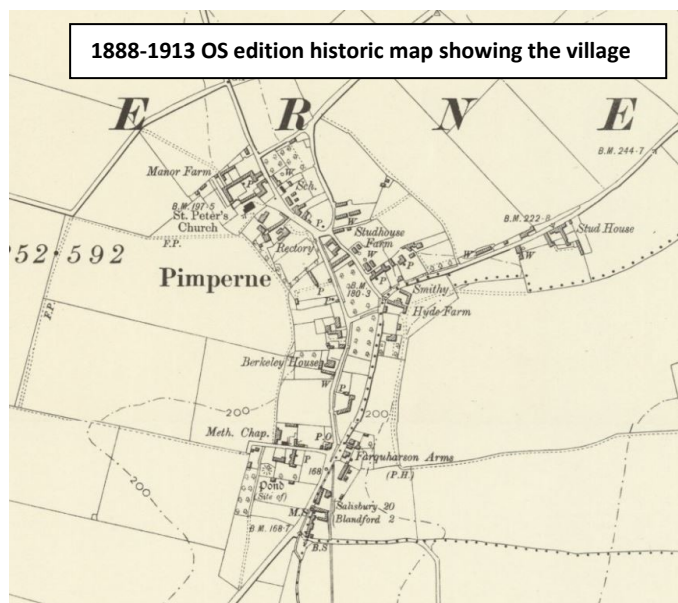 1888-1913 OS edition historic map showing the village
E R N E
B.M. 244·7
Manor Farm
P
W
Sch.
B.M. 197·5
St. Peter's
Church
P.
W
B.M. 222·8
Stud House
F.P.
Studhouse
Farm
252·592
Rectory
W
P
W
W
Pimperne
P
P
B.M.
180·3
Smithy
F.P.
P
Hyde Farm
Berkeley House
W
P
200
200
Meth. Chap.
P.O
P
Farquharson Arms
(P.H.)
200
Pond
(Site of)
168
M.S
Salisbury 20
Blandford 2
B.M. 168·7
B.S